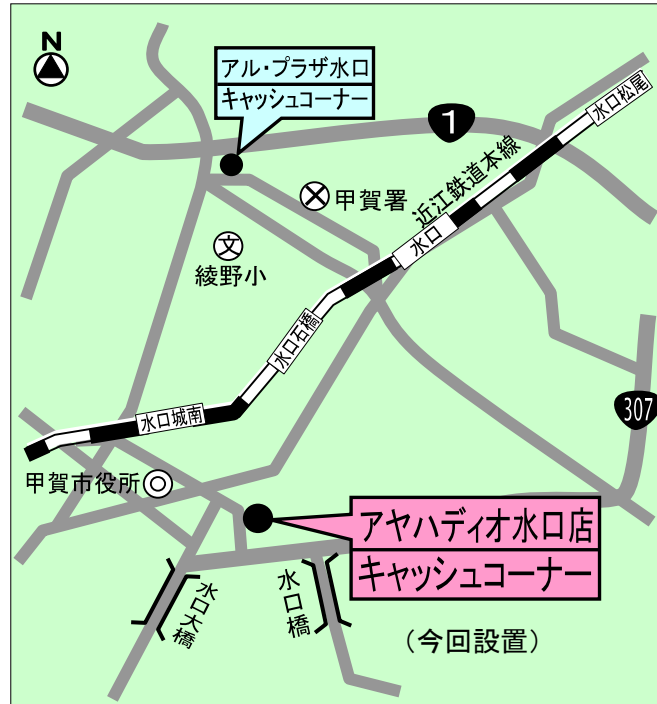 N
アル・プラザ水口
キャッシュコーナー
1
水口松尾
近江鉄道本線
甲賀署
水口
文
綾野小
水口石橋
水口城南
307
甲賀市役所
アヤハディオ水口店
キャッシュコーナー
水口大橋
水口橋
(今回設置)